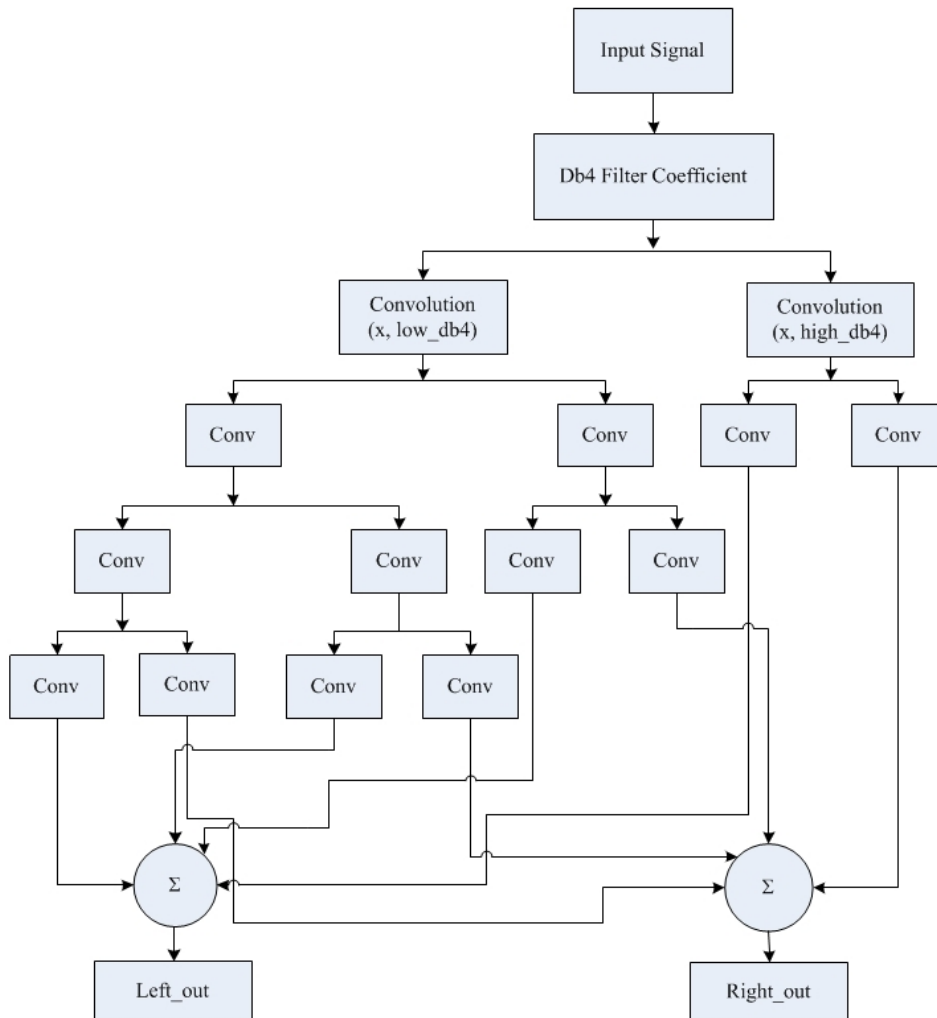 Input Signal
Db4 Filter Coefficient
Convolution
(x, low_db4)
Convolution
(x, high_db4)
Conv
Conv
Conv
Conv
Conv
Conv
Conv
Conv
Conv
Conv
Conv
Conv
Σ
Σ
Left_out
Right_out